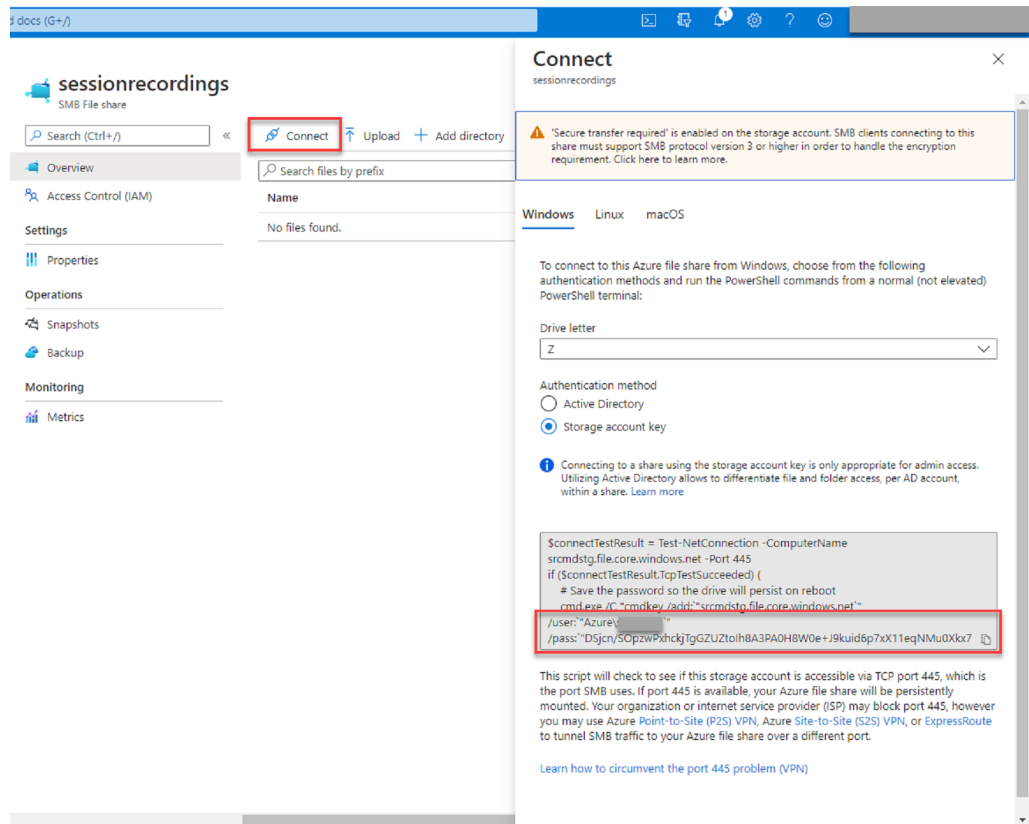 d docs (G+/)
1
sessionrecordings
SMB File share
Search (Ctrl+/)
«
Overview
Access Control (IAM)
Settings
Properties
Operations
Snapshots
Backup
Monitoring
Metrics
Connect
Upload
Add directory
Search files by prefix
Name
No files found.
Connect
sessionrecordings
'Secure transfer required' is enabled on the storage account. SMB clients connecting to this
share must support SMB protocol version 3 or higher in order to handle the encryption
requirement. Click here to learn more.
Windows Linux macOS
To connect to this Azure file share from Windows, choose from the following
authentication methods and run the PowerShell commands from a normal (not elevated)
PowerShell terminal:
Drive letter
Z
Authentication method
Active Directory
Storage account key
Connecting to a share using the storage account key is only appropriate for admin access.
Utilizing Active Directory allows to differentiate file and folder access, per AD account,
within a share. Learn more
$connectTestResult = Test-NetConnection -ComputerName
srcmdstg.file.core.windows.net -Port 445
if ($connectTestResult.TcpTestSucceeded) {
# Save the password so the drive will persist on reboot
cmd.exe /C "cmdkey /add:`"srcmdstg.file.core.windows.net`"
/user:`"Azure\ `"
/pass:`"DSjcn/SOpzwPxhckjTgGZUZtoIh8A3PA0H8W0e+J9kuid6p7xX11eqNMu0Xkx7
This script will check to see if this storage account is accessible via TCP port 445, which is
the port SMB uses. If port 445 is available, your Azure file share will be persistently
mounted. Your organization or internet service provider (ISP) may block port 445, however
you may use Azure Point-to-Site (P2S) VPN, Azure Site-to-Site (S2S) VPN, or ExpressRoute
to tunnel SMB traffic to your Azure file share over a different port.
Learn how to circumvent the port 445 problem (VPN)